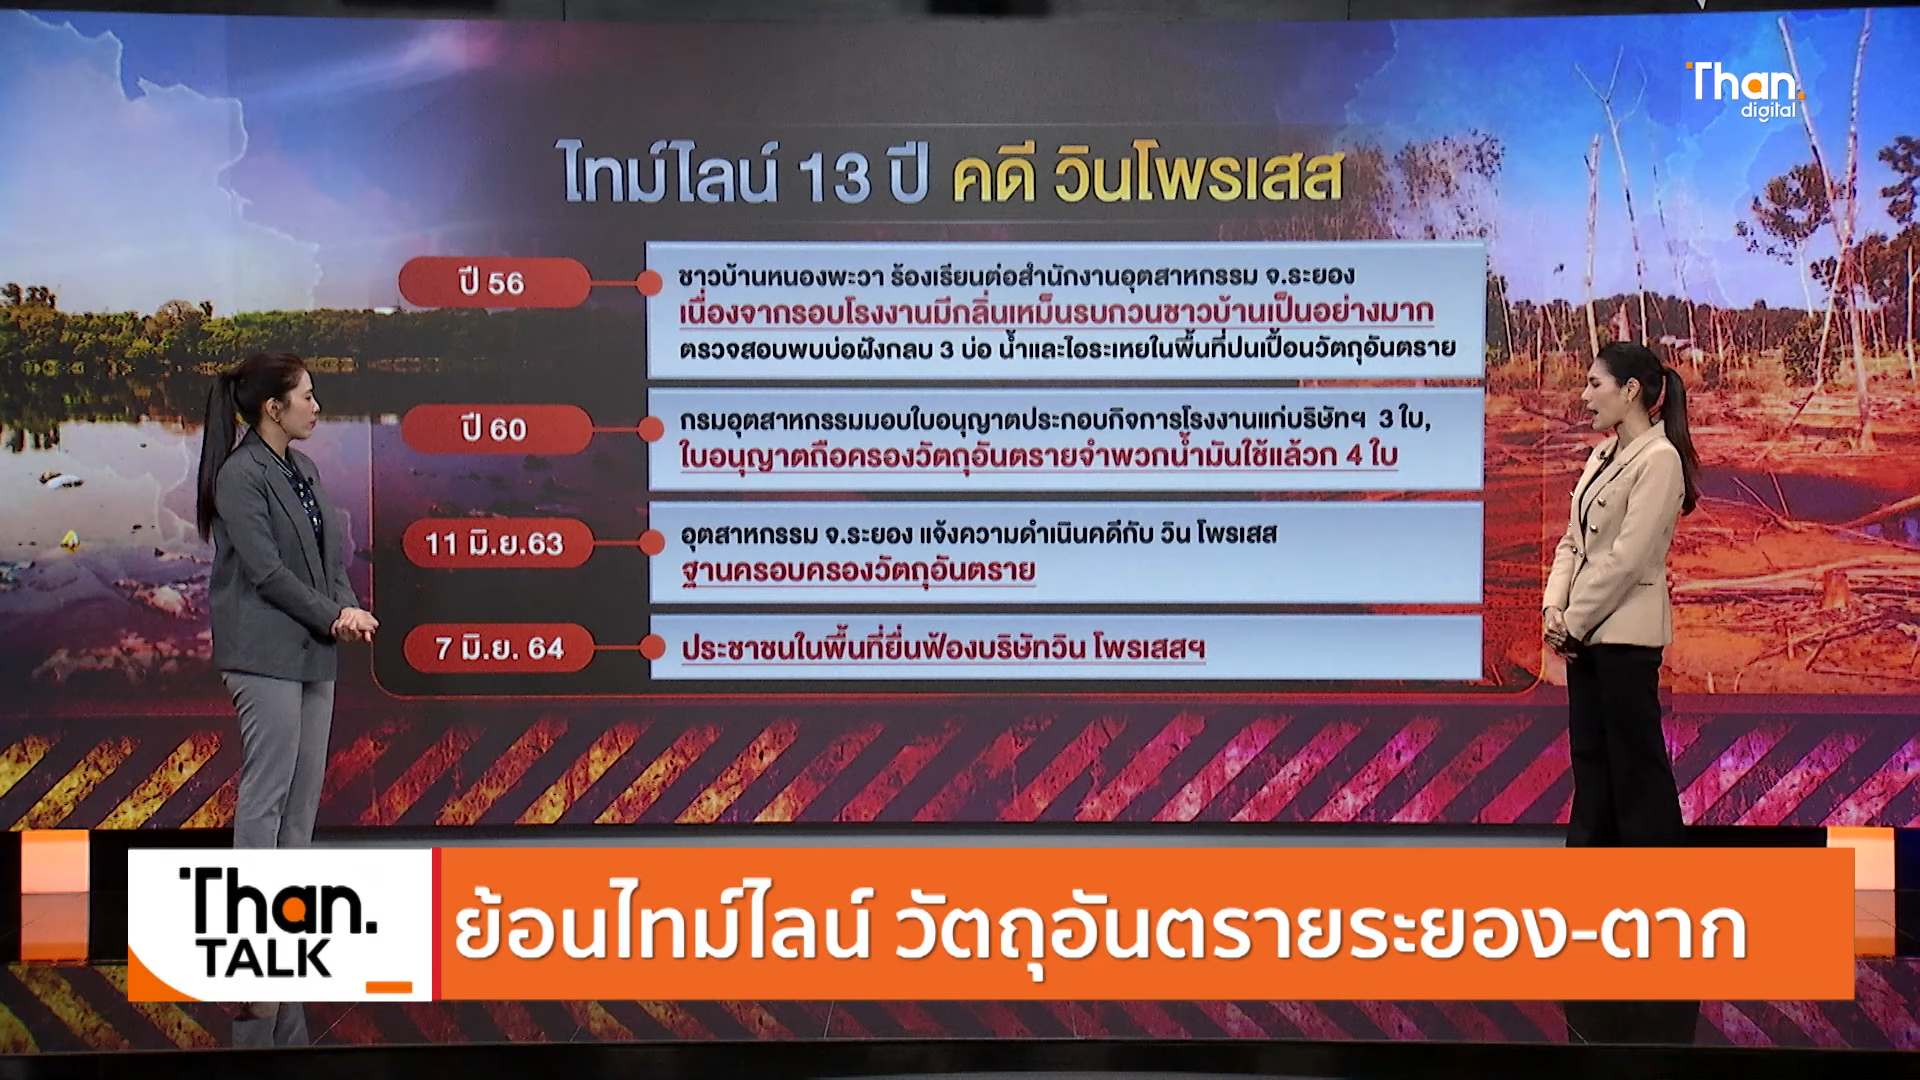 Than.
digital
ไทม์ไลน์ 13 ปี คดี วินโพรเสส
ปี 56
ชาวบ้านหนองพะวา ร้องเรียนต่อสำนักงานอุตสาหกรรม จ.ระยอง
เนื่องจากรอบโรงงานมีกลิ่นเหม็นรบกวนชาวบ้านเป็นอย่างมาก
ตรวจสอบพบบ่อฝังกลบ 3 บ่อ น้ำและไอระเหยในพื้นที่ปนเปื้อนวัตถุอันตราย
ปี 60
กรมอุตสาหกรรมมอบใบอนุญาตประกอบกิจการโรงงานแก่บริษัทฯ 3 ใบ,
ใบอนุญาตถือครองวัตถุอันตรายจำพวกน้ำมันใช้แล้วก 4 ใบ
11 มิ.ย.63
อุตสาหกรรม จ.ระยอง แจ้งความดำเนินคดีกับ วิน โพรเสส
ฐานครอบครองวัตถุอันตราย
7 มิ.ย. 64
ประชาชนในพื้นที่ยื่นฟ้องบริษัทวิน โพรเสสฯ
Than.
TALK
ย้อนไทม์ไลน์ วัตถุอันตรายระยอง-ตาก